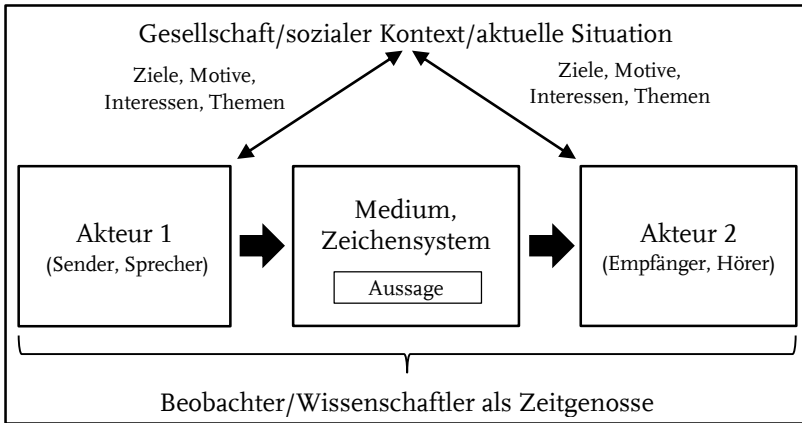 Gesellschaft/sozialer Kontext/aktuelle Situation
Ziele, Motive,
Interessen, Themen
Ziele, Motive,
Interessen, Themen
Akteur 1
(Sender, Sprecher)
Medium,
Zeichensystem
Aussage
Akteur 2
(Empfänger, Hörer)
Beobachter/Wissenschaftler als Zeitgenosse